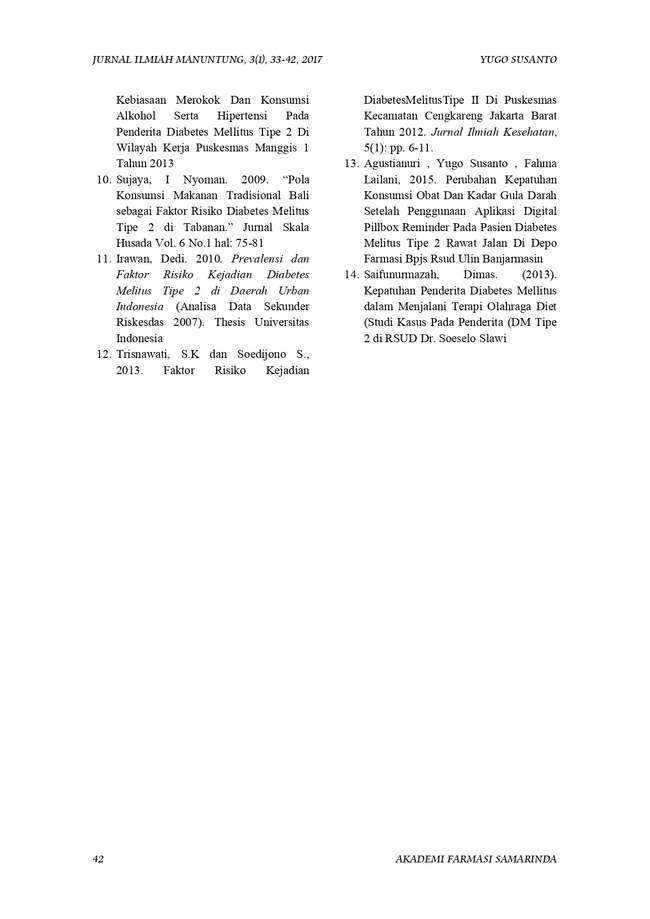 JURNAL ILMIAH MANUNTUNG, 3(1), 33-42, 2017 YUGO SUSANTO
Kebiasaan Merokok Dan Konsumsi
Alkohol Serta Hipertensi Pada
Penderita Diabetes Mellitus Tipe 2 Di
Wilayah Kerja Puskesmas Manggis 1
Tahun 2013
10. Sujaya, I Nyoman. 2009. “Pola
Konsumsi Makanan Tradisional Bali
sebagai Faktor Risiko Diabetes Melitus
Tipe 2 di Tabanan.” Jurnal Skala
Husada Vol. 6 No.1 hal: 75-81
11. Irawan, Dedi. 2010. Prevalensi dan
Faktor Risiko Kejadian Diabetes
Melitus Tipe 2 di Daerah Urban
Indonesia (Analisa Data Sekunder
Riskesdas 2007). Thesis Universitas
Indonesia
12. Trisnawati, S.K dan Soedijono S.,
2013. Faktor Risiko Kejadian
DiabetesMelitusTipe II Di Puskesmas
Kecamatan Cengkareng Jakarta Barat
Tahun 2012. Jurnal Ilmiah Kesehatan,
5(1): pp. 6-11.
13. Agustianuri , Yugo Susanto , Fahma
Lailani, 2015. Perubahan Kepatuhan
Konsumsi Obat Dan Kadar Gula Darah
Setelah Penggunaan Aplikasi Digital
Pillbox Reminder Pada Pasien Diabetes
Melitus Tipe 2 Rawat Jalan Di Depo
Farmasi Bpjs Rsud Ulin Banjarmasin
14. Saifunurmazah, Dimas. (2013).
Kepatuhan Penderita Diabetes Mellitus
dalam Menjalani Terapi Olahraga Diet
(Studi Kasus Pada Penderita (DM Tipe
2 di RSUD Dr. Soeselo Slawi
42 AKADEMI FARMASI SAMARINDA